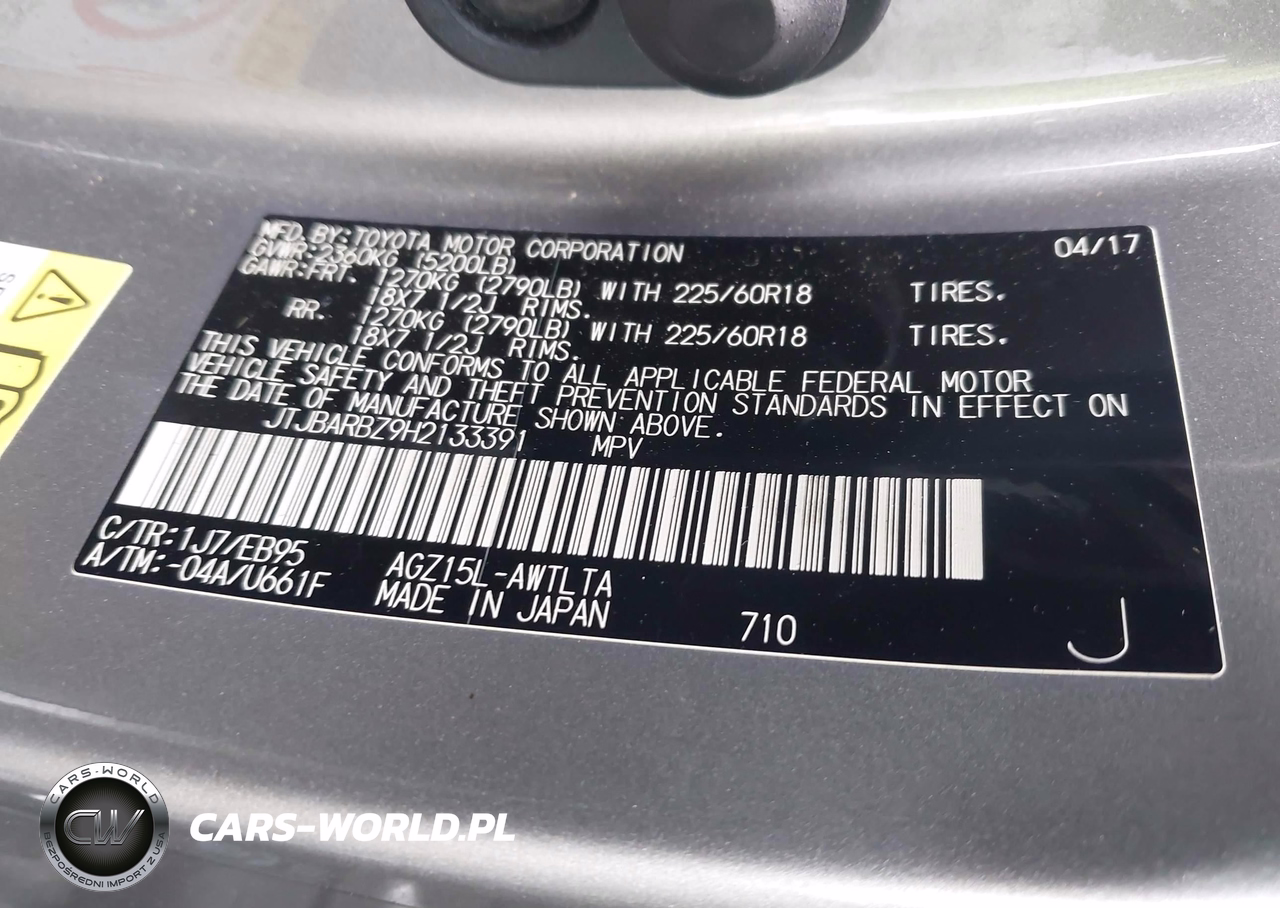 MFD. BY: TOYOTA MOTOR CORPORATION 04/17
GVWR: 2360KG (5200LB)
GAWR: FRT. 1270KG (2790LB) WITH 225/60R18 TIRES.
18X7 1/2J RIMS.
RR. 1270KG (2790LB) WITH 225/60R18 TIRES.
18X7 1/2J RIMS.
THIS VEHICLE CONFORMS TO ALL APPLICABLE FEDERAL MOTOR
VEHICLE SAFETY AND THEFT PREVENTION STANDARDS IN EFFECT ON
THE DATE OF MANUFACTURE SHOWN ABOVE.
JTJBARBZ9H2133391 MPV
C/TR: 1J7/EB95 AGZ15L-AWTLTA
A/TM: -04A/U661F MADE IN JAPAN 710 J
CARS-WORLD
CW
BEZPOŚREDNI IMPORT Z USA
CARS-WORLD.PL